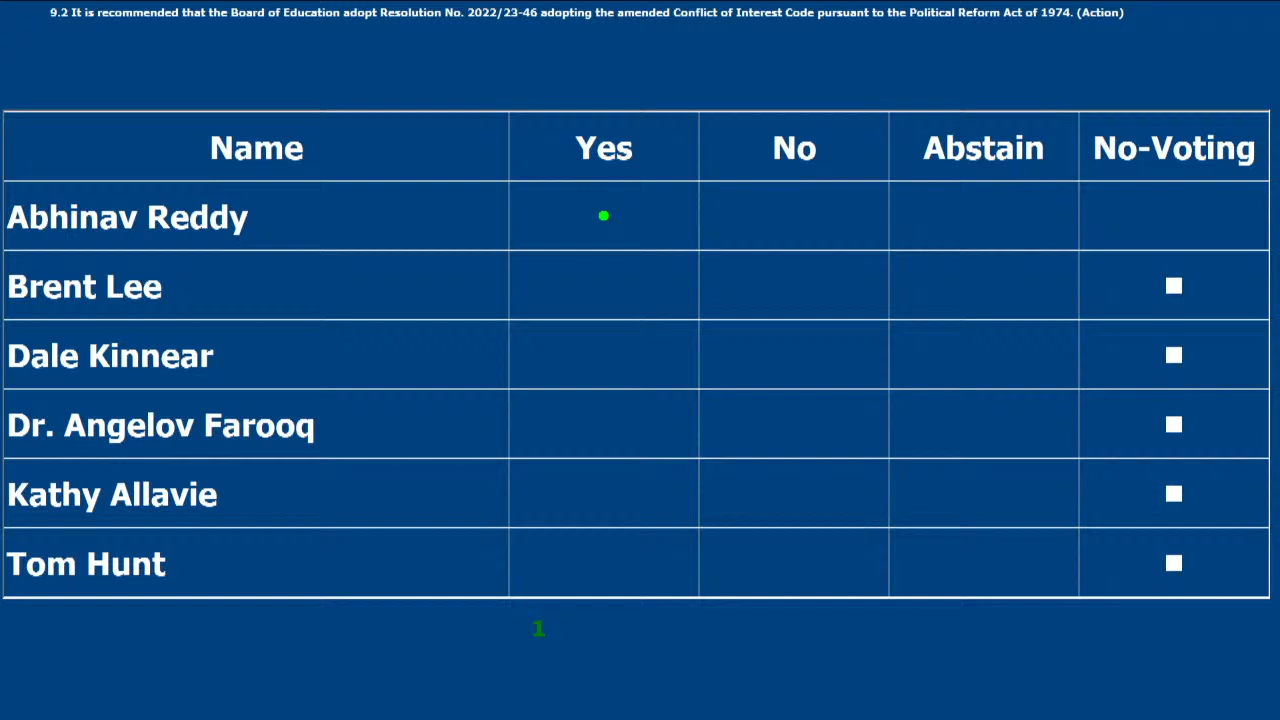 9.2 It is recommended that the Board of Education adopt Resolution No. 2022/23-46 adopting the amended Conflict of Interest Code pursuant to the Political Reform Act of 1974. (Action)
Name Yes No Abstain No-Voting
Abhinav Reddy
Brent Lee
Dale Kinnear
Dr. Angelov Farooq
Kathy Allavie
Tom Hunt
1